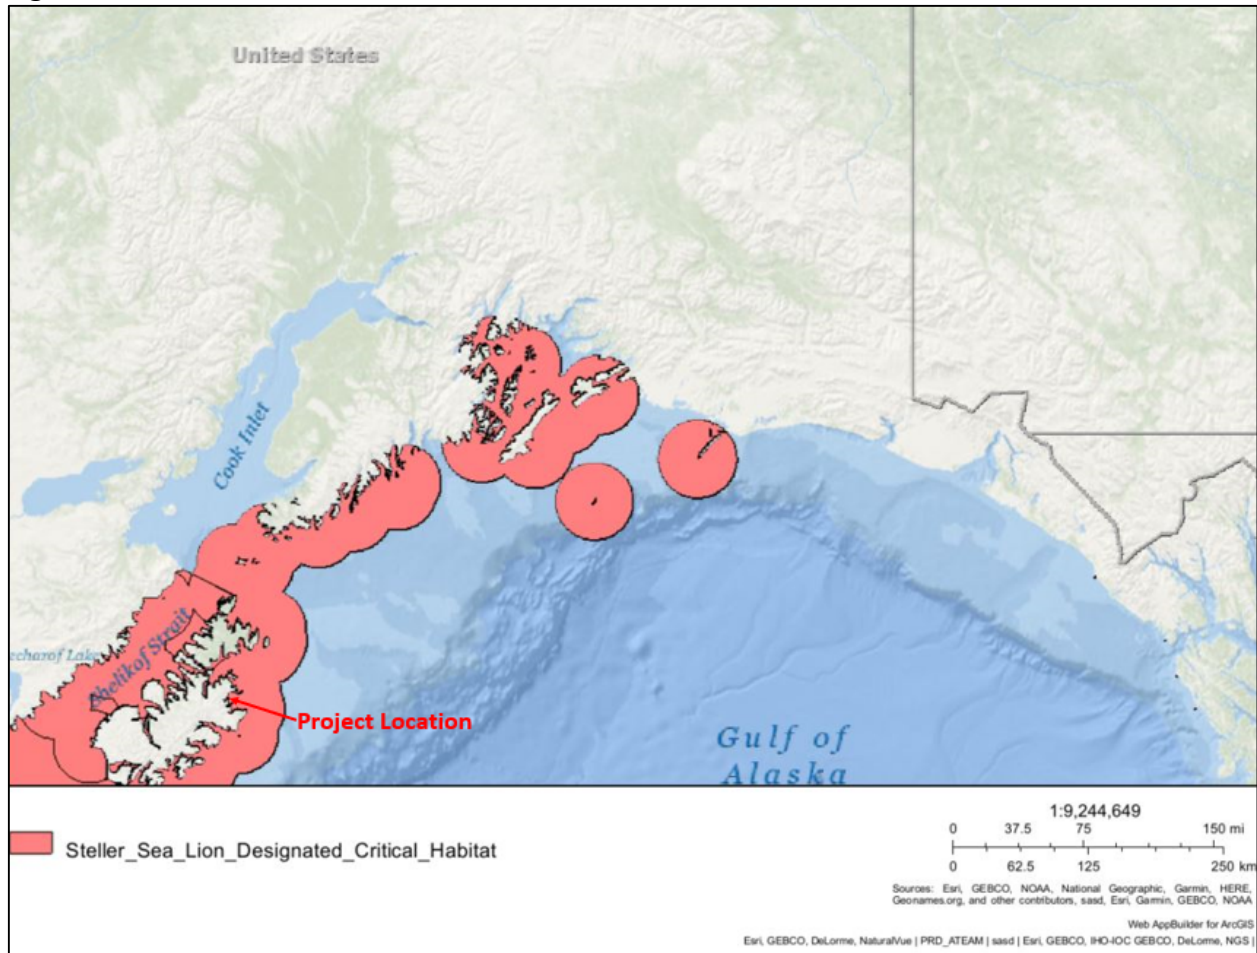 United States
Cook Inlet
echarof Lake
Shelikof Strait
Project Location
Gulf of
Alaska
1:9,244,649
0 37.5 75 150 mi
0 62.5 125 250 km
Steller_Sea_Lion_Designated_Critical_Habitat
Sources: Esri, GEBCO, NOAA, National Geographic, Garmin, HERE,
Geonames.org, and other contributors, sasd, Esri, Garmin, GEBCO, NOAA
Web AppBuilder for ArcGIS
Esri, GEBCO, DeLorme, NaturalVue | PRD_ATEAM | sasd | Esri, GEBCO, IHO-IOC GEBCO, DeLorme, NGS |